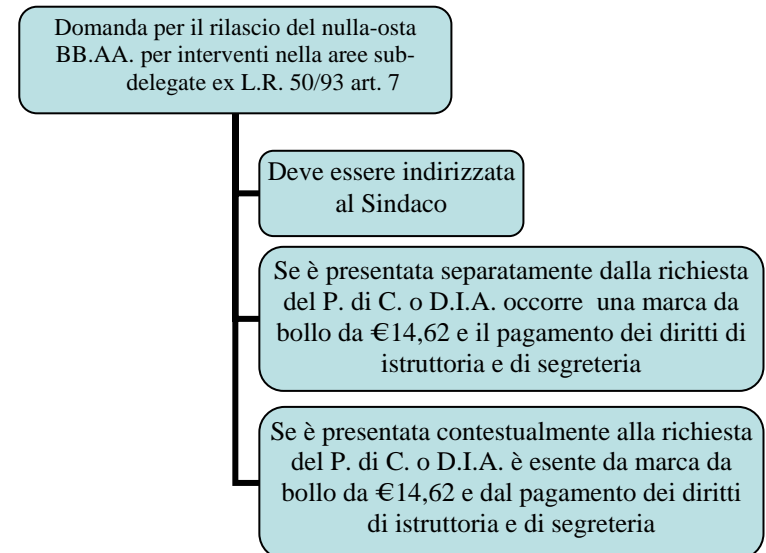 Domanda per il rilascio del nulla-osta
BB.AA. per interventi nella aree sub-
delegate ex L.R. 50/93 art. 7
Deve essere indirizzata
al Sindaco
Se è presentata separatamente dalla richiesta
del P. di C. o D.I.A. occorre una marca da
bollo da €14,62 e il pagamento dei diritti di
istruttoria e di segreteria
Se è presentata contestualmente alla richiesta
del P. di C. o D.I.A. è esente da marca da
bollo da €14,62 e dal pagamento dei diritti
di istruttoria e di segreteria